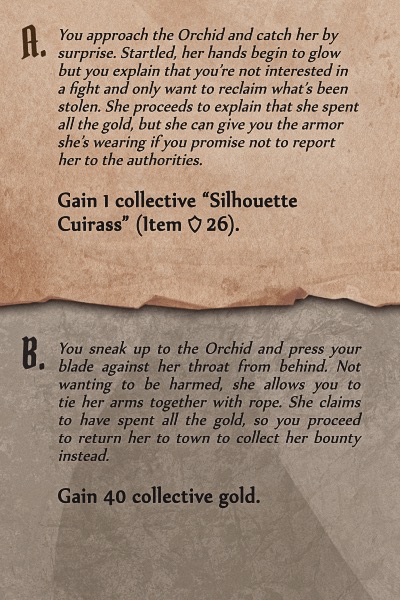 A.
You approach the Orchid and catch her by
surprise. Startled, her hands begin to glow
but you explain that you're not interested in
a fight and only want to reclaim what's been
stolen. She proceeds to explain that she spent
all the gold, but she can give you the armor
she's wearing if you promise not to report
her to the authorities.
Gain 1 collective “Silhouette
Cuirass” (Item 26).
B.
You sneak up to the Orchid and press your
blade against her throat from behind. Not
wanting to be harmed, she allows you to
tie her arms together with rope. She claims
to have spent all the gold, so you proceed
to return her to town to collect her bounty
instead.
Gain 40 collective gold.